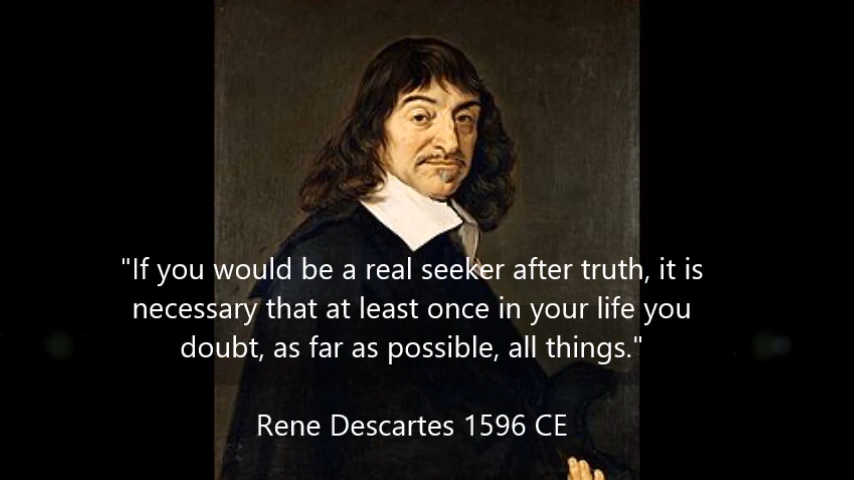 "If you would be a real seeker after truth, it is
necessary that at least once in your life you
doubt, as far as possible, all things."
Rene Descartes 1596 CE